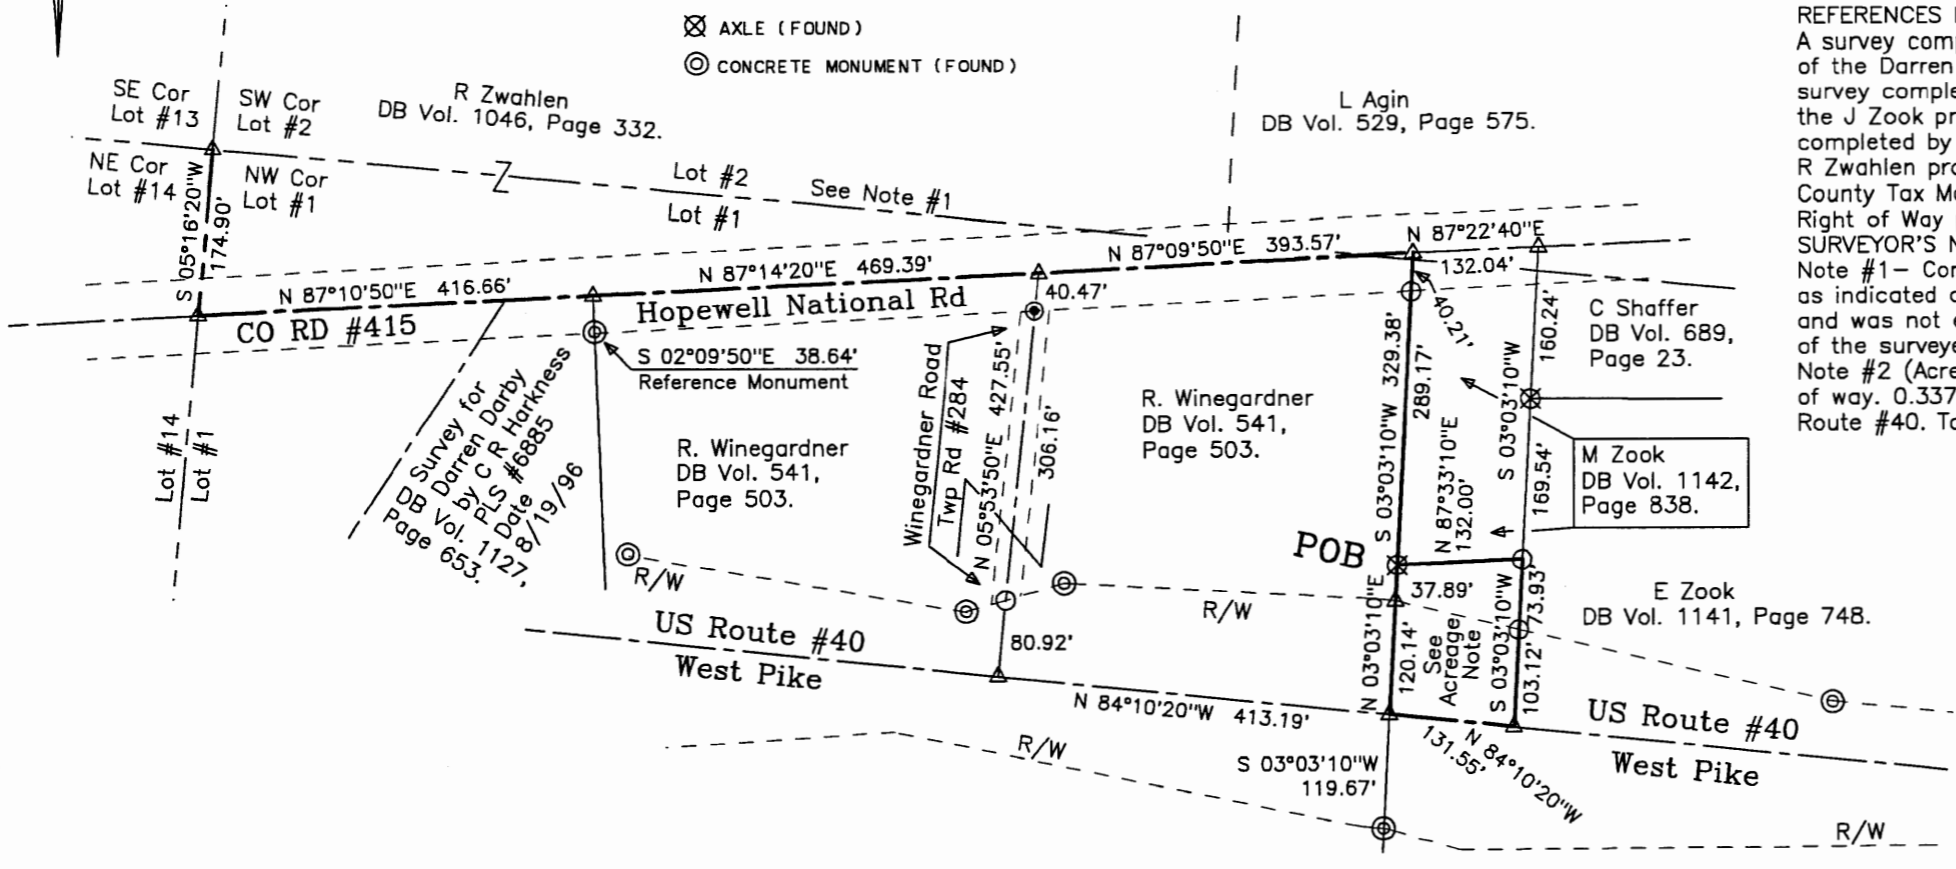 AXLE (FOUND)
CONCRETE MONUMENT (FOUND)
REFERENCES
A survey
of the Darren
survey
the J Zook
completed by
R Zwahlen
County Tax
Right of Way
SURVEYOR'S
Note #1–
as indicated
and was not
of the
Note #2
of way. 0.337
Route #40.
SE Cor
Lot #13
SW Cor
Lot #2
NE Cor
Lot #14
NW Cor
Lot #1
R Zwahlen
DB Vol. 1046, Page 332.
L Agin
DB Vol. 529, Page 575.
Lot #2
Lot #1
See Note #1
S 05°16'20"W
174.90'
N 87°10'50"E 416.66'
N 87°14'20"E 469.39'
N 87°09'50"E 393.57'
N 87°22'40"E
132.04'
CO RD #415
Hopewell National Rd
40.47'
40.21'
S 02°09'50"E 38.64'
Reference Monument
Lot #14
Lot #1
Survey for
Darren Darby
by C R Harkness
PLS #6885
Date
8/19/96
DB Vol. 1127,
Page 653.
R. Winegardner
DB Vol. 541,
Page 503.
Winegardner Road
Twp Rd #284
N 05°53'50"E 427.55'
306.16'
R. Winegardner
DB Vol. 541,
Page 503.
S 03°03'10"W 329.38'
289.17'
N 87°33'10"E
132.00'
S 03°03'10"W
160.24'
169.54'
C Shaffer
DB Vol. 689,
Page 23.
M Zook
DB Vol. 1142,
Page 838.
POB
37.89'
E Zook
DB Vol. 1141, Page 748.
R/W
R/W
US Route #40
West Pike
80.92'
N 84°10'20"W 413.19'
N 03°03'10"E
120.14'
See
Acreage
Note
S 03°03'10"W
103.12'
73.93'
N 84°10'20"W
131.55'
US Route #40
West Pike
R/W
S 03°03'10"W
119.67'
R/W